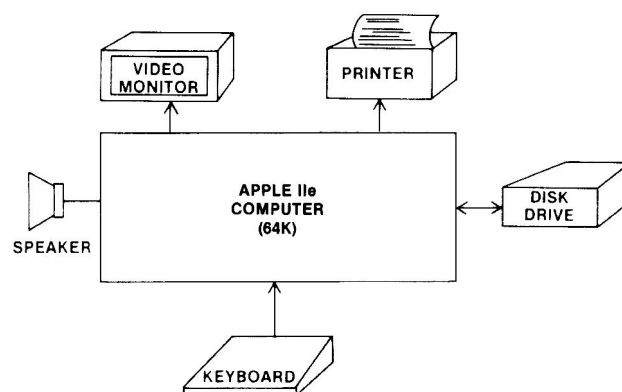 VIDEO
MONITOR
PRINTER
APPLE IIe
COMPUTER
(64K)
DISK
DRIVE
SPEAKER
KEYBOARD